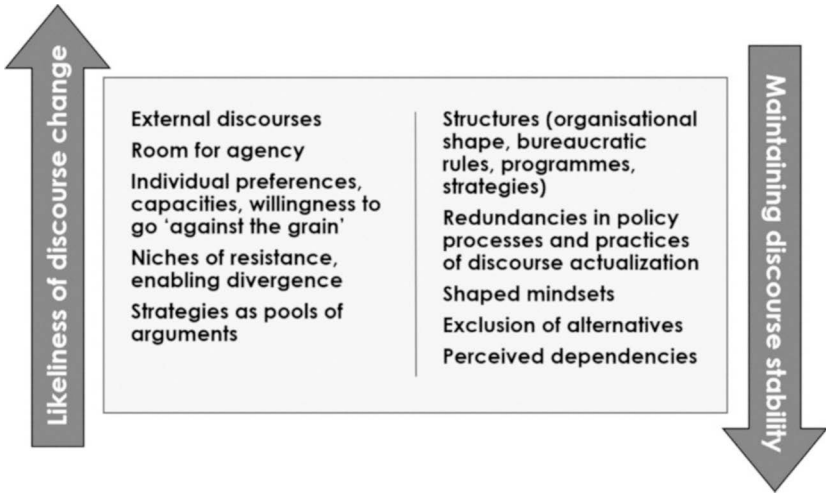 Likeliness of discourse change
External discourses
Room for agency
Individual preferences,
capacities, willingness to
go ‘against the grain’
Niches of resistance,
enabling divergence
Strategies as pools of
arguments
Structures (organisational
shape, bureaucratic
rules, programmes,
strategies)
Redundancies in policy
processes and practices
of discourse actualization
Shaped mindsets
Exclusion of alternatives
Perceived dependencies
Maintaining discourse stability